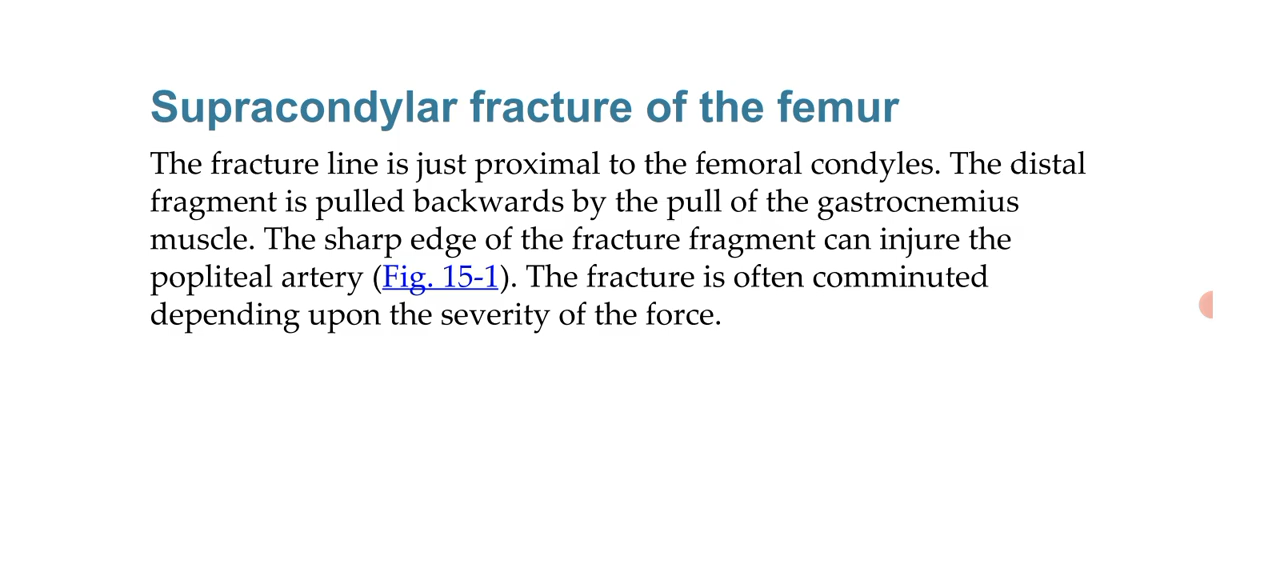 Supracondylar fracture of the femur
The fracture line is just proximal to the femoral condyles. The distal
fragment is pulled backwards by the pull of the gastrocnemius
muscle. The sharp edge of the fracture fragment can injure the
popliteal artery (Fig. 15-1). The fracture is often comminuted
depending upon the severity of the force.